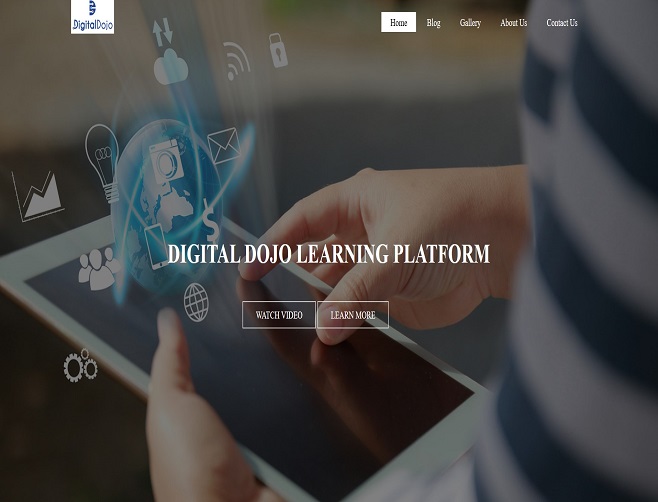 DigitalDojo
Home Blog Gallery About Us Contact Us
$
DIGITAL DOJO LEARNING PLATFORM
WATCH VIDEO LEARN MORE